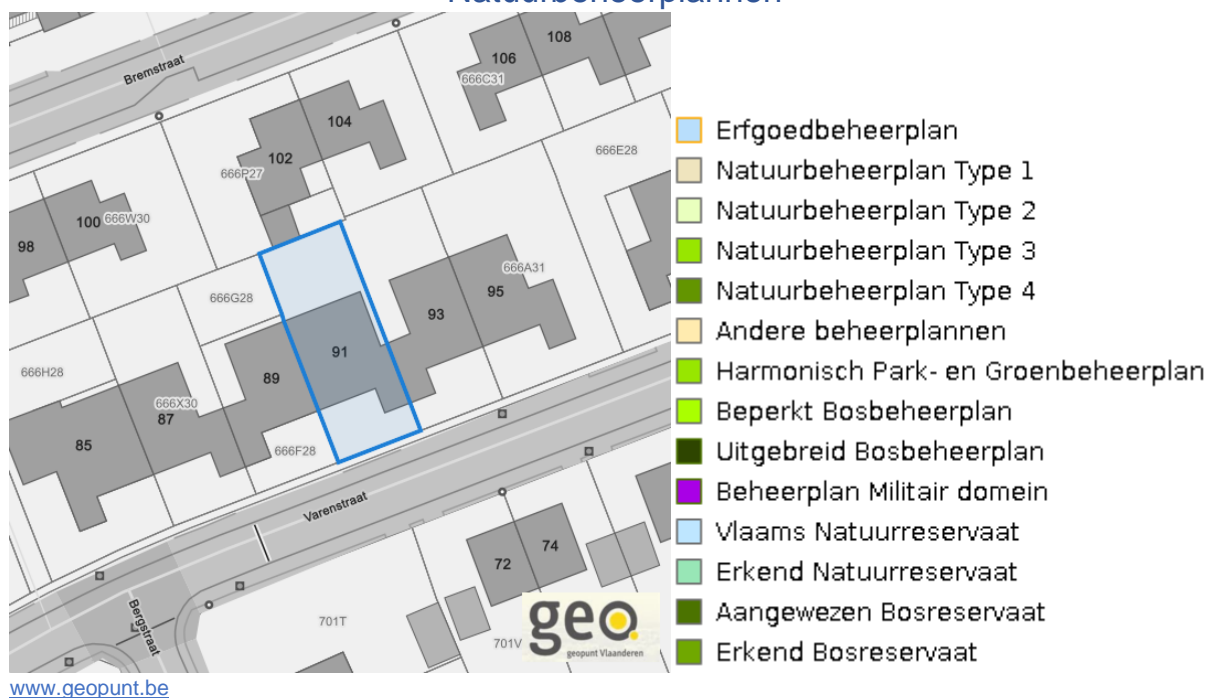 Natuurbeheerplannen
108
106
Bremstraat
666C31
104
666E28
102
666P27
100 666W30
98
666A31
95
666G28
93
91
89
666H28
666X30
87
85
666F28
Varenstraat
74
72
Bergstraat
701T
701V
geo.
geopunt Vlaanderen
Erfgoedbeheerplan
Natuurbeheerplan Type 1
Natuurbeheerplan Type 2
Natuurbeheerplan Type 3
Natuurbeheerplan Type 4
Andere beheerplannen
Harmonisch Park- en Groenbeheerplan
Beperkt Bosbeheerplan
Uitgebreid Bosbeheerplan
Beheerplan Militair domein
Vlaams Natuurreservaat
Erkend Natuurreservaat
Aangewezen Bosreservaat
Erkend Bosreservaat
www.geopunt.be